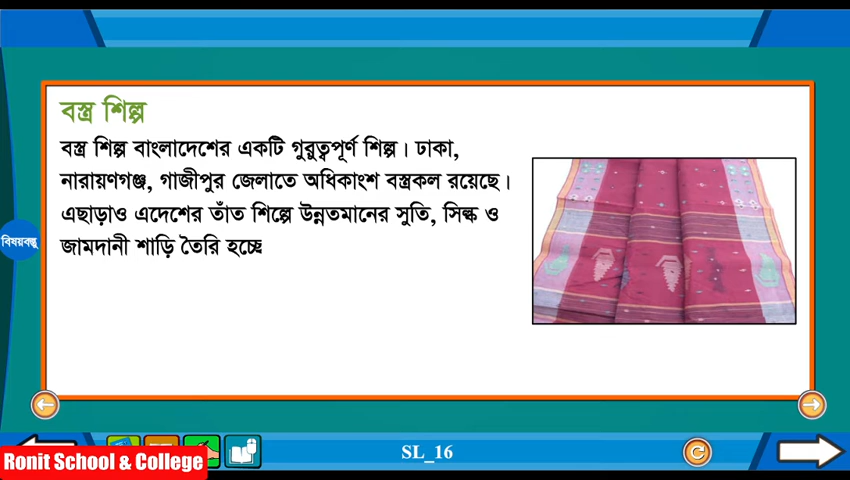 বস্ত্র শিল্প
বস্ত্র শিল্প বাংলাদেশের একটি গুরুত্বপূর্ণ শিল্প। ঢাকা,
নারায়ণগঞ্জ, গাজীপুর জেলাতে অধিকাংশ বস্ত্রকল রয়েছে।
এছাড়াও এদেশের তাঁত শিল্পে উন্নতমানের সুতি, সিল্ক ও
জামদানী শাড়ি তৈরি হচ্ছে
বিষয়বস্তু
SL_16
Ronit School & College